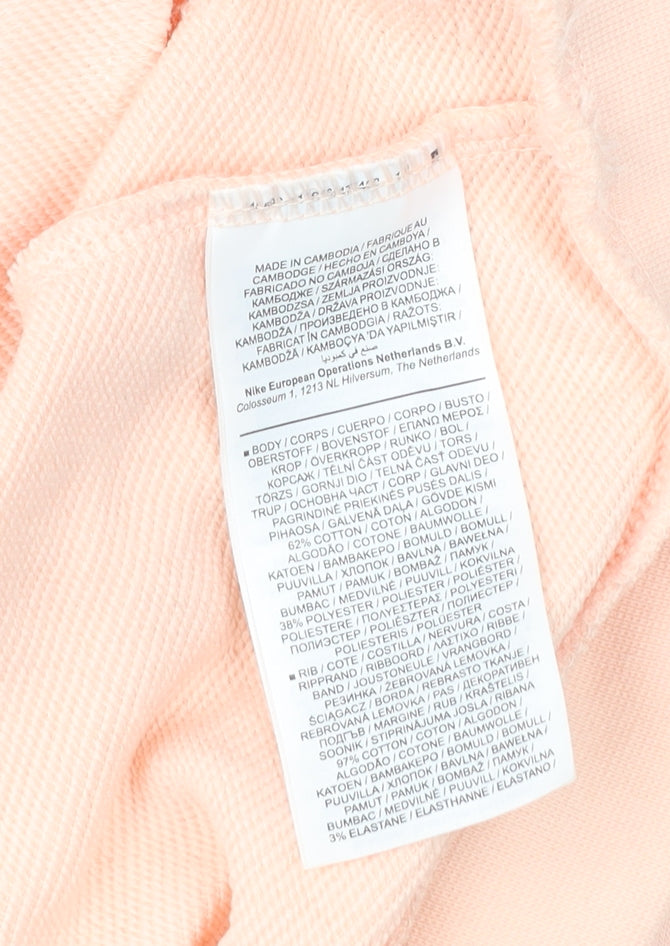 MADE IN CAMBODIA / FABRIQUE AU
CAMBODGE / HECHO EN CAMBOYA /
FABRICADO NO CAMBOJA / СДЕЛАНО В
КАМБОДЖЕ / SZÁRMAZÁSI ORSZÁG:
KAMBODZSA / ZEMLJA PROIZVODNJE:
KAMBODŽA / DRŽAVA PROIZVODNJE:
KAMBODŽA / ПРОИЗВЕДЕНО В КАМБОДЖА /
FABRICAT ÎN CAMBODGIA / RAŽOTS:
KAMBODŽĀ / KAMBOÇYA 'DA YAPILMIŞTIR /
صنع في كمبوديا
Nike European Operations Netherlands B.V.
Colosseum 1, 1213 NL Hilversum, The Netherlands
■ BODY / CORPS / CUERPO / CORPO / BUSTO /
OBERSTOFF / BOVENSTOF / ΕΠΑΝΩ ΜΕΡΟΣ /
KROP / ÖVERKROPP / RUNKO / BOL /
КОРСАЖ / TĚLNÍ ČÁST ODĚVU / TORS /
TÖRZS / GORNJI DIO / TELNÁ ČASŤ ODEVU /
TRUP / ОСНОВНА ЧАСТ / CORP / GLAVNI DEO /
PAGRINDINĖ PRIEKINĖS PUSĖS DALIS /
PIHAOSA / GALVENĀ DAĻA / GÖVDE KISMI
62% COTTON / COTON / ALGODON /
ALGODÃO / COTONE / BAUMWOLLE /
KATOEN / ΒΑΜΒΑΚΕΡΟ / BOMULD / BOMULL /
PUUVILLA / ХЛОПОК / BAVLNA / BAWEŁNA /
PAMUT / PAMUK / BOMBAŽ / ПАМУК /
BUMBAC / MEDVILNĖ / PUUVILL / KOKVILNA
38% POLYESTER / POLIESTER / POLIÉSTER /
POLIESTERE / ΠΟΛΥΕΣΤΕΡΑΣ / POLYESTERI /
ПОЛИЭСТЕР / POLIÉSZTER / ПОЛИЕСТЕР /
POLIESTERIS / POLÜESTER
■ RIB / COTE / COSTILLA / NERVURA / COSTA /
RIPPRAND / RIBBOORD / ΛΑΣΤΙΧΟ / RIBBE /
BAND / JOUSTONEULE / VRANGBORD /
РЕЗИНКА / ŽEBROVANÁ LEMOVKA /
ŚCIĄGACZ / BORDA / REBRASTO TKANJE /
REBROVANÁ LEMOVKA / PAS / ДЕКОРАТИВЕН
ПОДГЪВ / MARGINE / RUB / KRAŠTELIS /
SOONIK / STIPRINĀJUMA JOSLA / RİBANA
97% COTTON / COTON / ALGODON /
ALGODÃO / COTONE / BAUMWOLLE /
KATOEN / ΒΑΜΒΑΚΕΡΟ / BOMULD / BOMULL /
PUUVILLA / ХЛОПОК / BAVLNA / BAWEŁNA /
PAMUT / PAMUK / BOMBAŽ / ПАМУК /
BUMBAC / MEDVILNĖ / PUUVILL / KOKVILNA
3% ELASTANE / ELASTHANNE / ELASTANO /